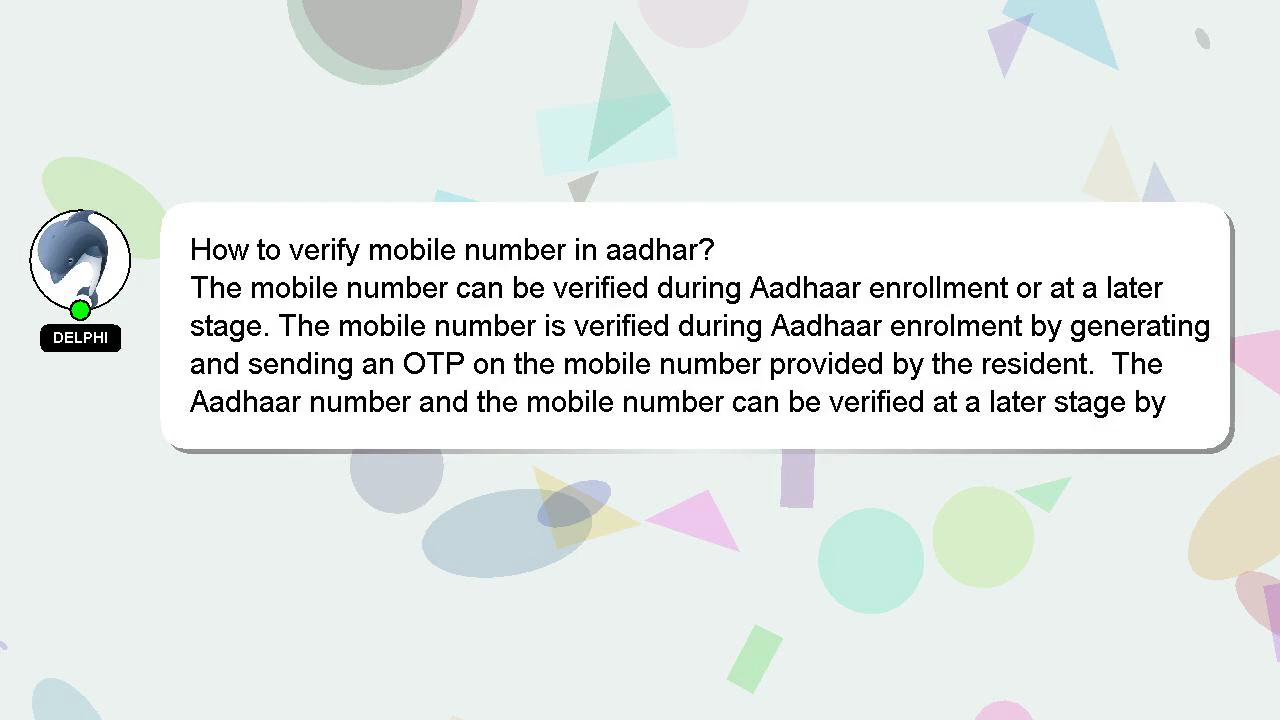 How to verify mobile number in aadhar?
The mobile number can be verified during Aadhaar enrollment or at a later
stage. The mobile number is verified during Aadhaar enrolment by generating
and sending an OTP on the mobile number provided by the resident.  The
Aadhaar number and the mobile number can be verified at a later stage by
DELPHI